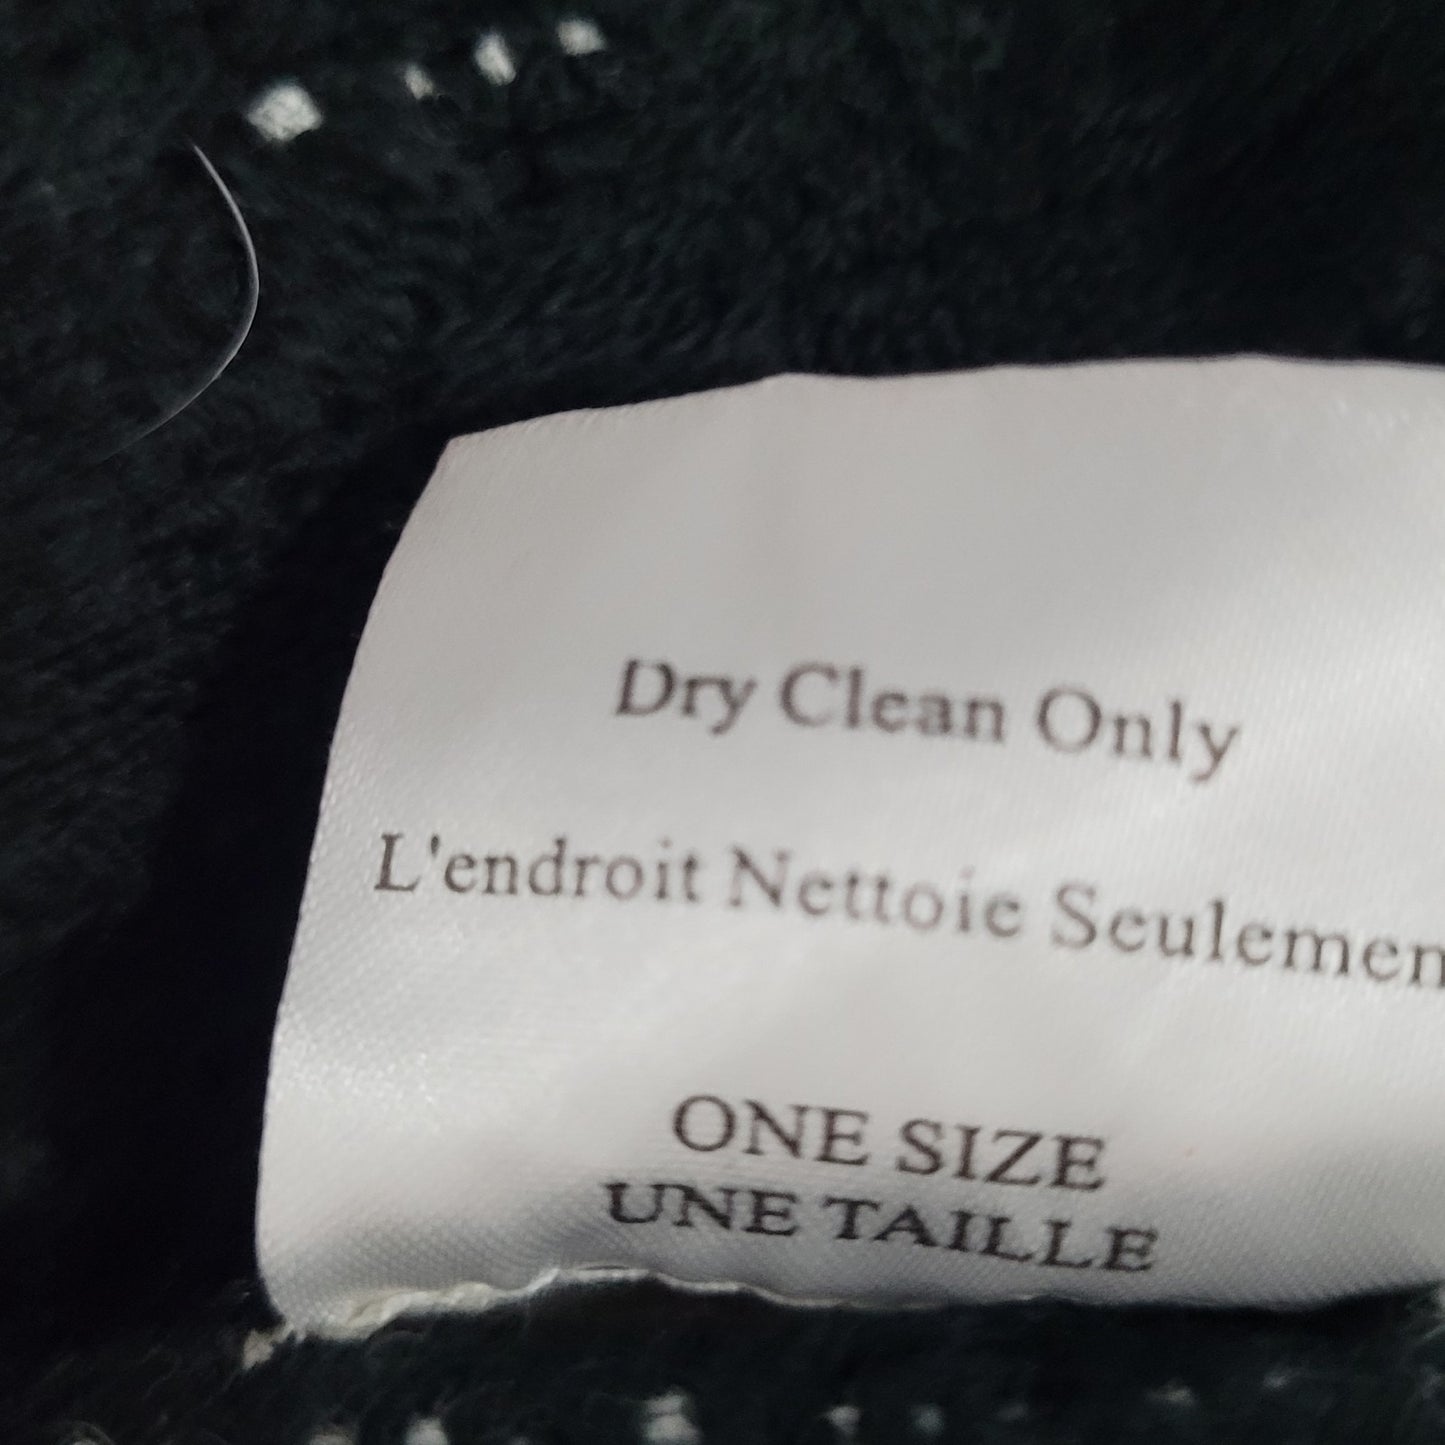 Dry Clean Only
L'endroit Nettoie Seulemen
ONE SIZE
UNE TAILLE